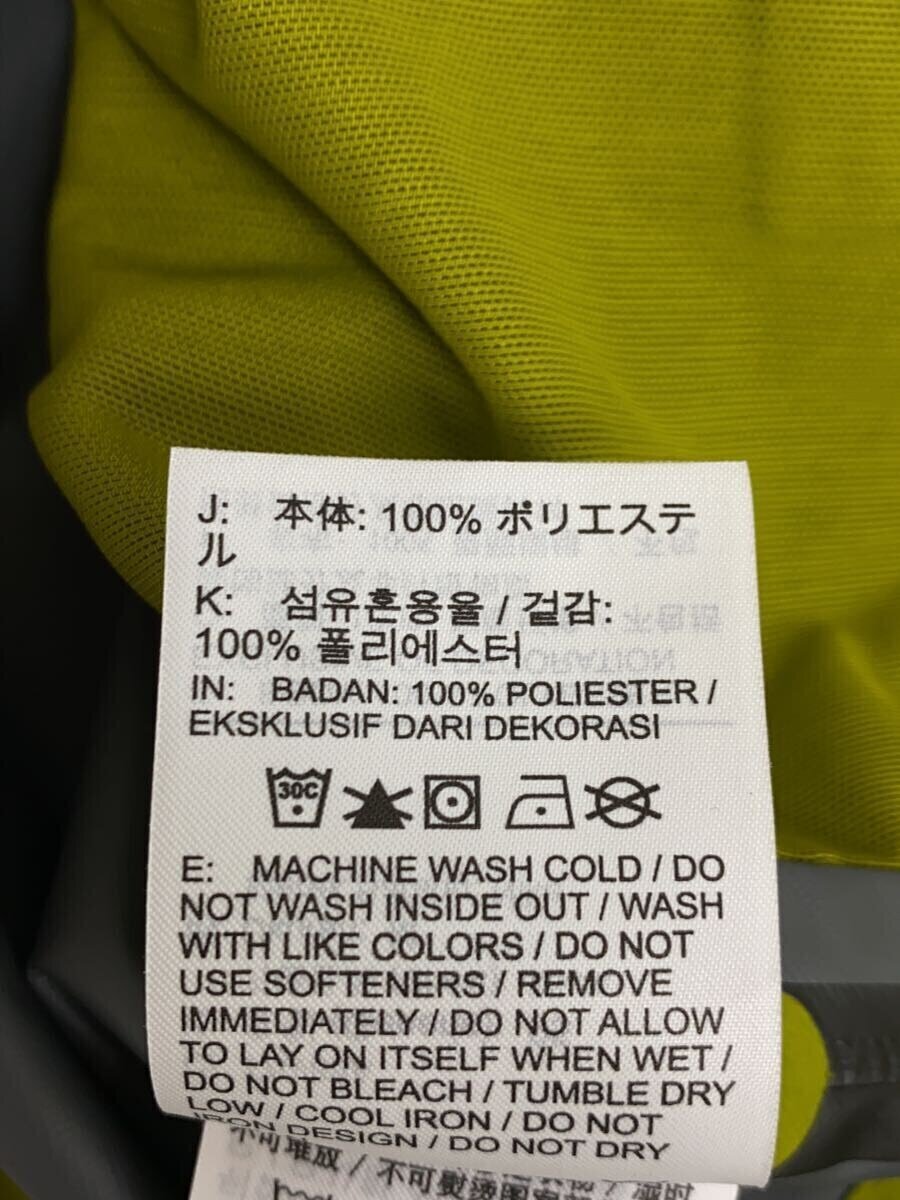 J: 本体: 100% ポリエステ
ル
K: 섬유혼용율 / 겉감:
100% 폴리에스터
IN: BADAN: 100% POLIESTER /
EKSKLUSIF DARI DEKORASI
30C
E: MACHINE WASH COLD / DO
NOT WASH INSIDE OUT / WASH
WITH LIKE COLORS / DO NOT
USE SOFTENERS / REMOVE
IMMEDIATELY / DO NOT ALLOW
TO LAY ON ITSELF WHEN WET /
DO NOT BLEACH / TUMBLE DRY
LOW / COOL IRON / DO NOT
IRON DESIGN / DO NOT DRY
不可堆放 / 不可熨烫图案